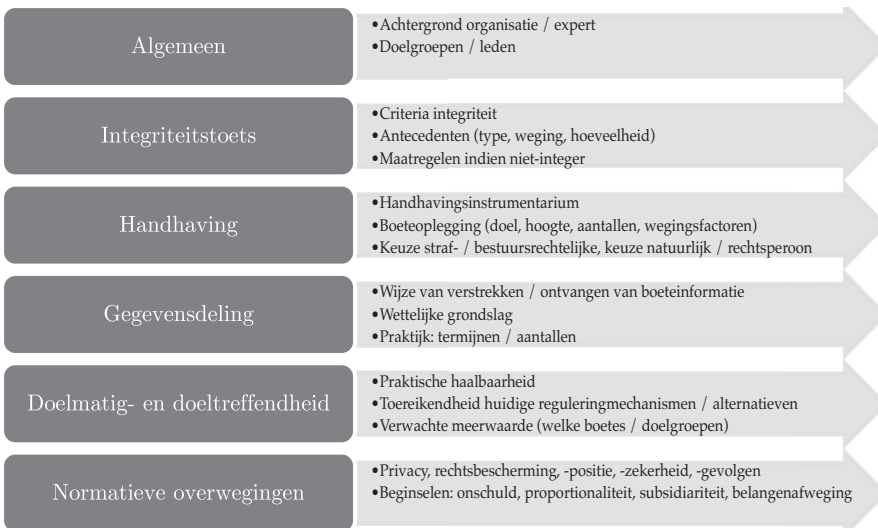 Algemeen
•Achtergrond organisatie / expert
•Doelgroepen / leden
Integriteitstoets
•Criteria integriteit
•Antecedenten (type, weging, hoeveelheid)
•Maatregelen indien niet-integer
Handhaving
•Handhavingsinstrumentarium
•Boeteoplegging (doel, hoogte, aantallen, wegingsfactoren)
•Keuze straf- / bestuursrechtelijke, keuze natuurlijk / rechtsperoon
Gegevensdeling
•Wijze van verstrekken / ontvangen van boeteinformatie
•Wettelijke grondslag
•Praktijk: termijnen / aantallen
Doelmatig- en doeltreffendheid
•Praktische haalbaarheid
•Toereikendheid huidige reguleringmechanismen / alternatieven
•Verwachte meerwaarde (welke boetes / doelgroepen)
Normatieve overwegingen
•Privacy, rechtsbescherming, -positie, -zekerheid, -gevolgen
•Beginselen: onschuld, proportionaliteit, subsidiariteit, belangenafweging